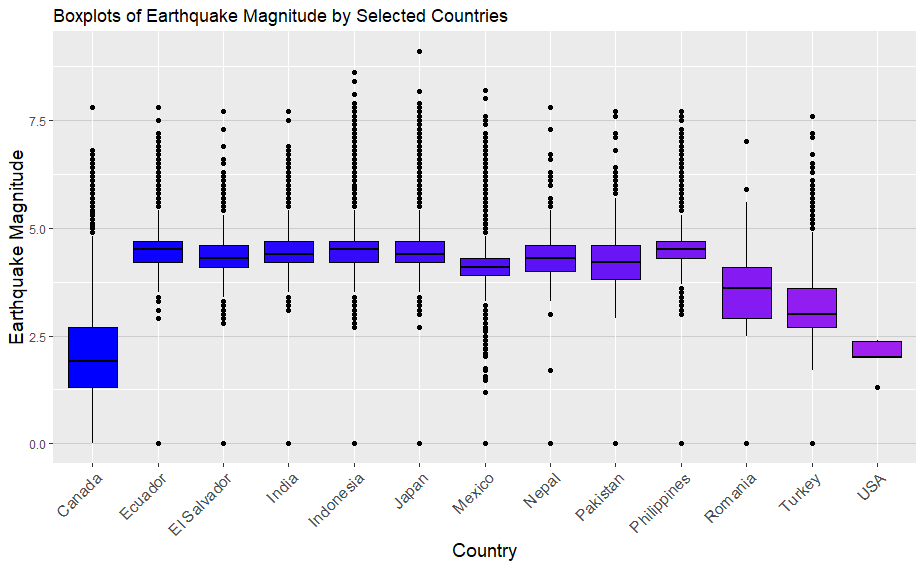 Boxplots of Earthquake Magnitude by Selected Countries
Earthquake Magnitude
7.5
5.0
2.5
0.0
Canada
Ecuador
El Salvador
India
Indonesia
Japan
Mexico
Nepal
Pakistan
Philippines
Romania
Turkey
USA
Country